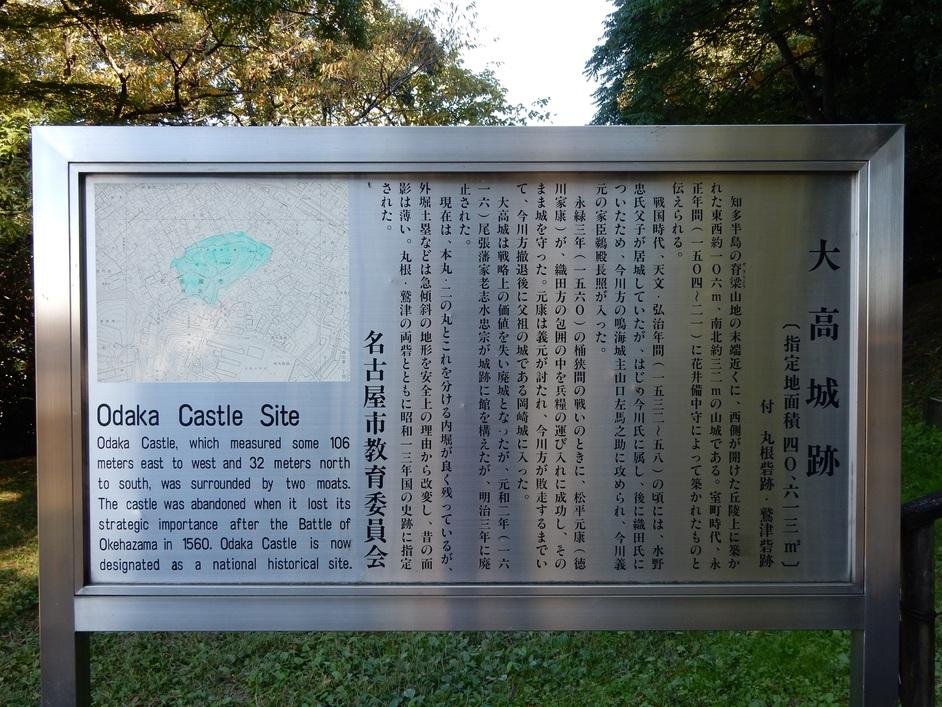 大高城跡
〔指定地面積 四〇、六一三㎡〕
付 丸根砦跡・鷲津砦跡
知多半島の脊梁山地の末端近くに、西側が開けた丘陵上に築か
れた東西約一〇六m、南北約三二mの山城である。室町時代、永
正年間(一五〇四〜二一)に花井備中守によって築かれたものと
伝えられる。
戦国時代、天文・弘治年間(一五三二〜五八)の頃には、水野
忠氏父子が居城していたが、はじめ今川氏に属し、後に織田氏に
ついたため、今川方の鳴海城主山口左馬之助に攻められ、今川義
元の家臣鵜殿長照が入った。
永禄三年(一五六〇)の桶狭間の戦いのときに、松平元康(徳
川家康)が、織田方の包囲の中を兵糧の運び入れに成功し、その
まま城を守った。元康は義元が討たれ、今川方が敗走するまでい
て、今川方撤退後に父祖の城である岡崎城に入った。
大高城は戦略上の価値を失い廃城となったが、元和二年(一六
一六)尾張藩家老志水忠宗が城跡に館を構えたが、明治三年に廃
止された。
現在は、本丸・二の丸とこれを分ける内堀が良く残っているが、
外堀土塁などは急傾斜の地形を安全上の理由から改変し、昔の面
影は薄い。丸根・鷲津の両砦とともに昭和一三年国の史跡に指定
された。
名古屋市教育委員会
Odaka Castle Site
Odaka Castle, which measured some 106
meters east to west and 32 meters north
to south, was surrounded by two moats.
The castle was abandoned when it lost its
strategic importance after the Battle of
Okehazama in 1560. Odaka Castle is now
designated as a national historical site.